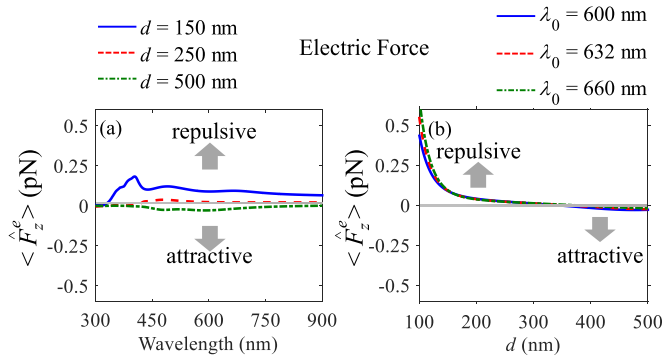 d = 150 nm
d = 250 nm
d = 500 nm
Electric Force
λ0 = 600 nm
λ0 = 632 nm
λ0 = 660 nm
(a)
repulsive
attractive
0.5
0.25
0
-0.25
-0.5
< F̂ᵉz > (pN)
300 450 600 750 900
Wavelength (nm)
(b)
repulsive
attractive
0.5
0.25
0
-0.25
-0.5
< F̂ᵉz > (pN)
100 200 300 400 500
d (nm)